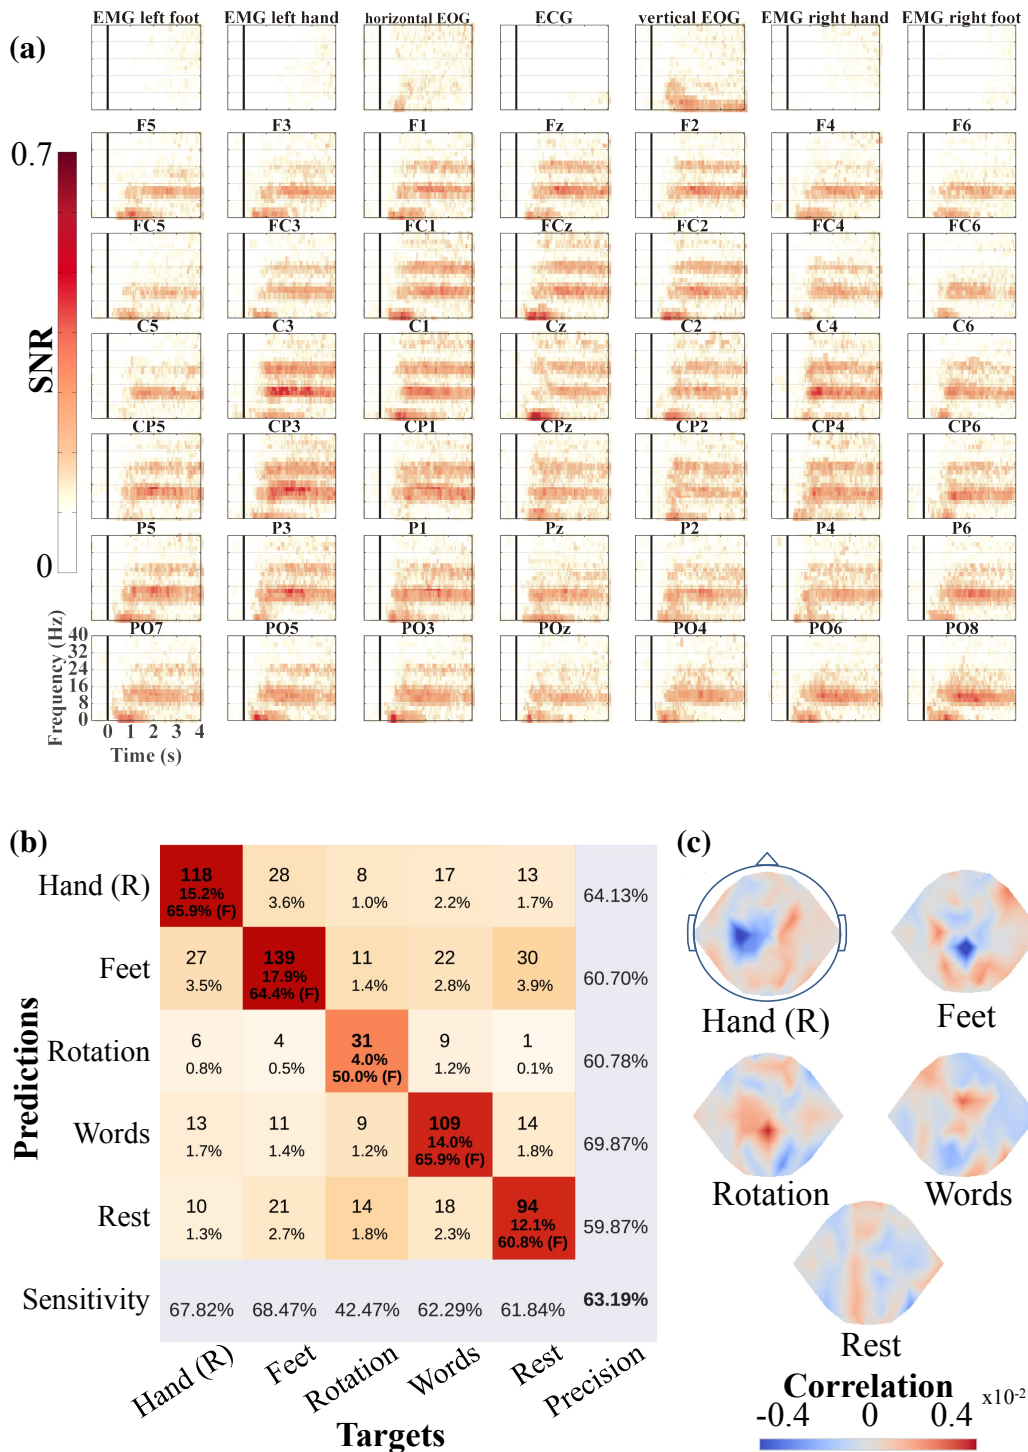 (a)
EMG left foot EMG left hand horizontal EOG ECG vertical EOG EMG right hand EMG right foot
F5 F3 F1 Fz F2 F4 F6
FC5 FC3 FC1 FCz FC2 FC4 FC6
C5 C3 C1 Cz C2 C4 C6
CP5 CP3 CP1 CPz CP2 CP4 CP6
P5 P3 P1 Pz P2 P4 P6
PO7 PO5 PO3 POz PO4 PO6 PO8
0.7
SNR
0
Frequency (Hz)
40
32
24
16
8
0
0 1 2 3 4
Time (s)
(b)
Predictions
Hand (R) 118 28 8 17 13
15.2% 3.6% 1.0% 2.2% 1.7% 64.13%
65.9% (F)
Feet 27 139 11 22 30
3.5% 17.9% 1.4% 2.8% 3.9% 60.70%
64.4% (F)
Rotation 6 4 31 9 1
0.8% 0.5% 4.0% 1.2% 0.1% 60.78%
50.0% (F)
Words 13 11 9 109 14
1.7% 1.4% 1.2% 14.0% 1.8% 69.87%
65.9% (F)
Rest 10 21 14 18 94
1.3% 2.7% 1.8% 2.3% 12.1% 59.87%
60.8% (F)
Sensitivity 67.82% 68.47% 42.47% 62.29% 61.84% 63.19%
Hand (R) Feet Rotation Words Rest Precision
Targets
(c)
Hand (R) Feet
Rotation Words
Rest
Correlation x10-2
-0.4 0 0.4